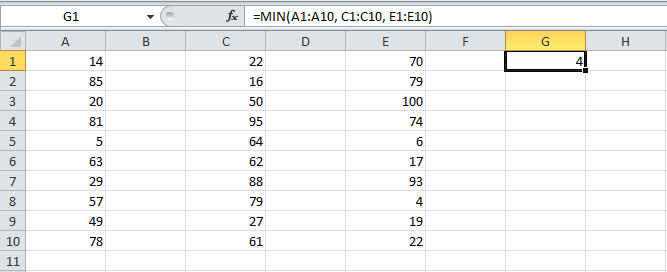 G1 fx =MIN(A1:A10, C1:C10, E1:E10)
A B C D E F G H
1 14 22 70 4
2 85 16 79
3 20 50 100
4 81 95 74
5 5 64 6
6 63 62 17
7 29 88 93
8 57 79 4
9 49 27 19
10 78 61 22
11